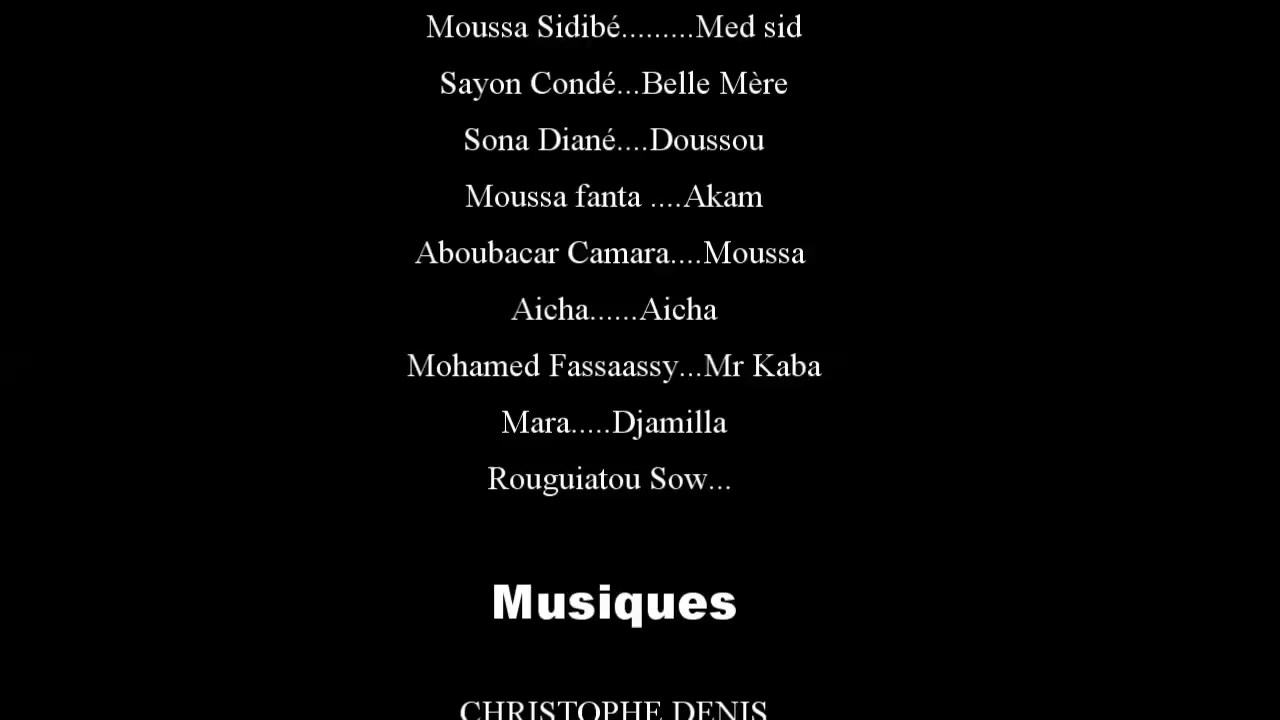 Moussa Sidibé.........Med sid
Sayon Condé...Belle Mère
Sona Diané....Doussou
Moussa fanta ....Akam
Aboubacar Camara....Moussa
Aicha......Aicha
Mohamed Fassaassy...Mr Kaba
Mara.....Djamilla
Rouguiatou Sow...
Musiques
CHRISTOPHE DENIS